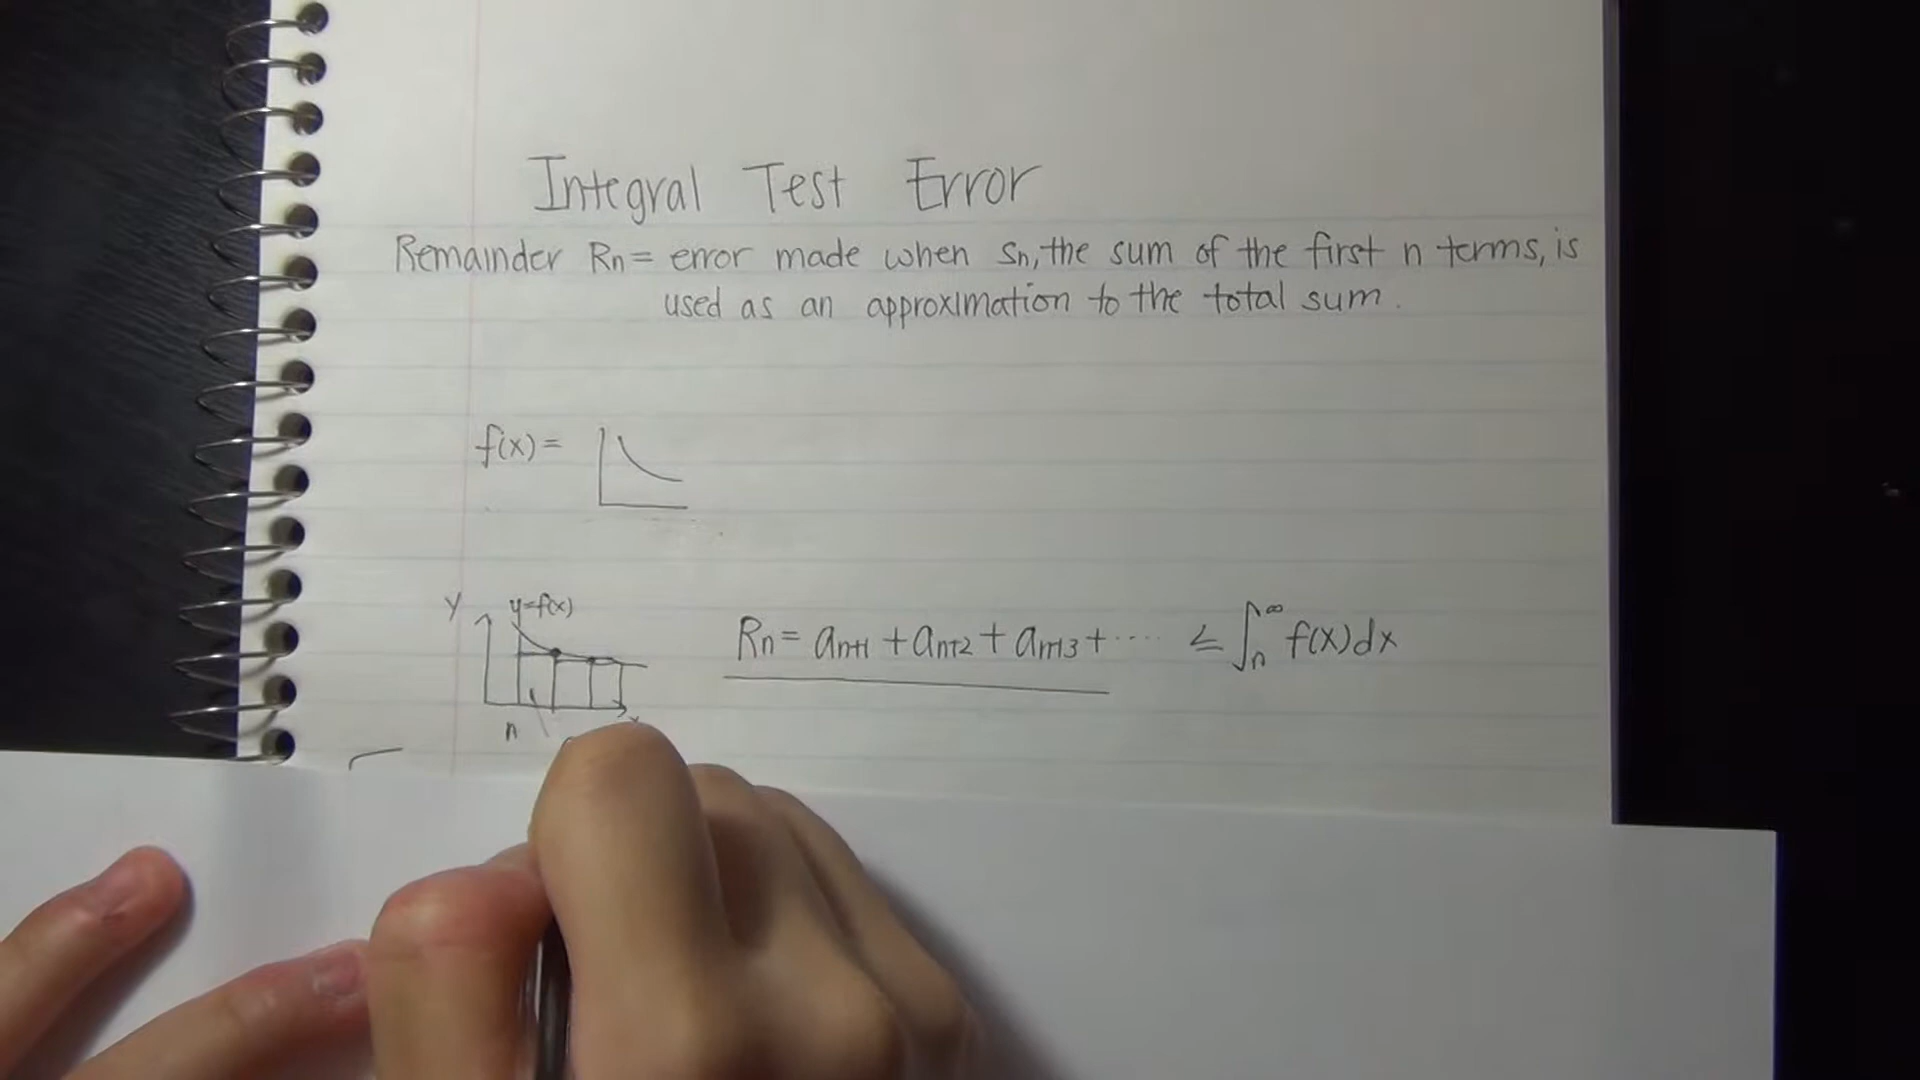 Integral Test Error
Remainder Rn = error made when Sn, the sum of the first n terms, is
used as an approximation to the total sum.
f(x) =
y
y=f(x)
Rn = an+1 + an+2 + an+3 + ····· ≤ ∫n^∞ f(x)dx
x
n